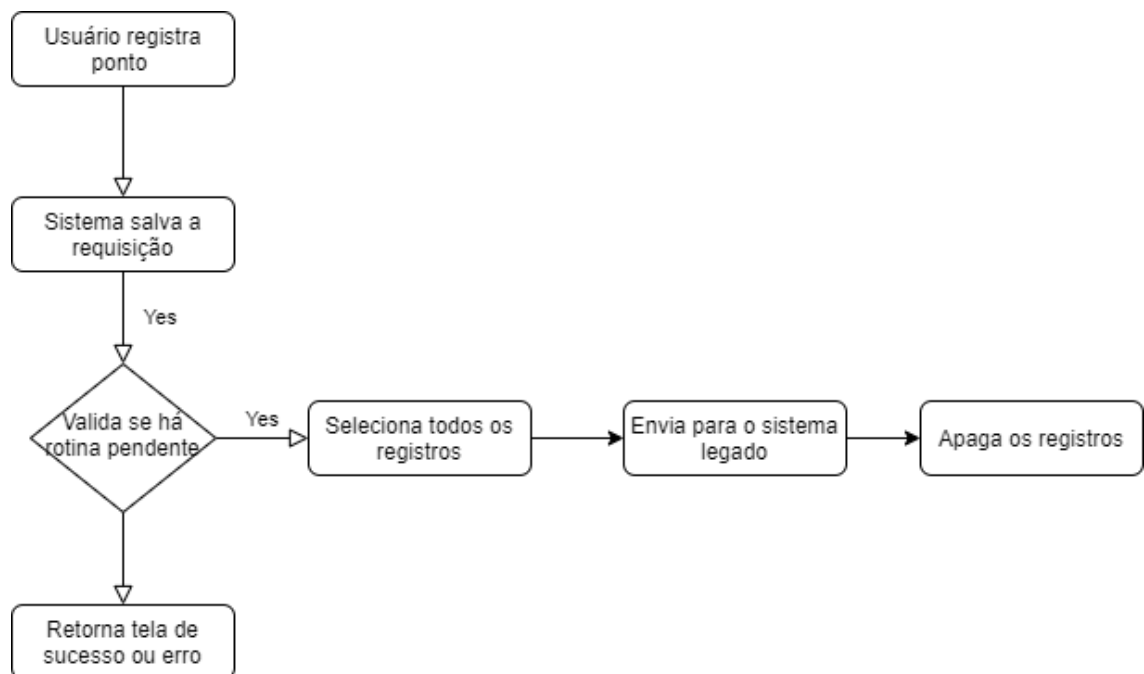 Usuário registra
ponto
Sistema salva a
requisição
Yes
Valida se há
rotina pendente
Yes
Seleciona todos os
registros
Envia para o sistema
legado
Apaga os registros
Retorna tela de
sucesso ou erro